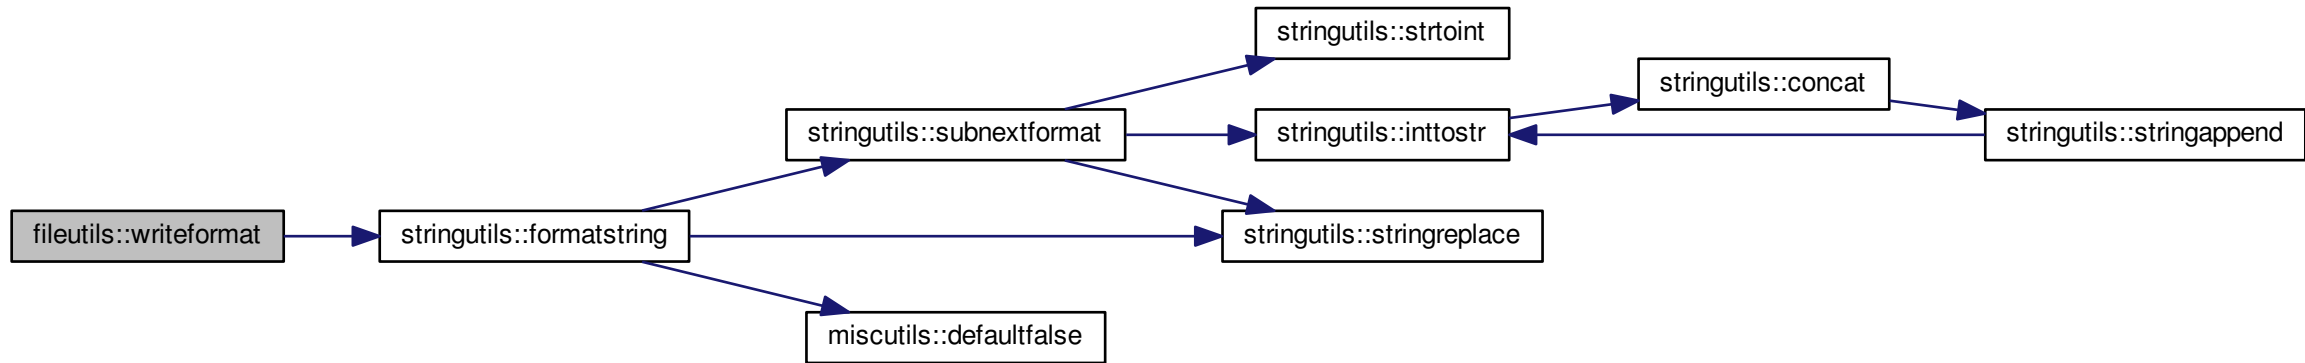 stringutils::strtoint
stringutils::concat
stringutils::subnextformat
stringutils::inttostr
stringutils::stringappend
fileutils::writeformat
stringutils::formatstring
stringutils::stringreplace
miscutils::defaultfalse